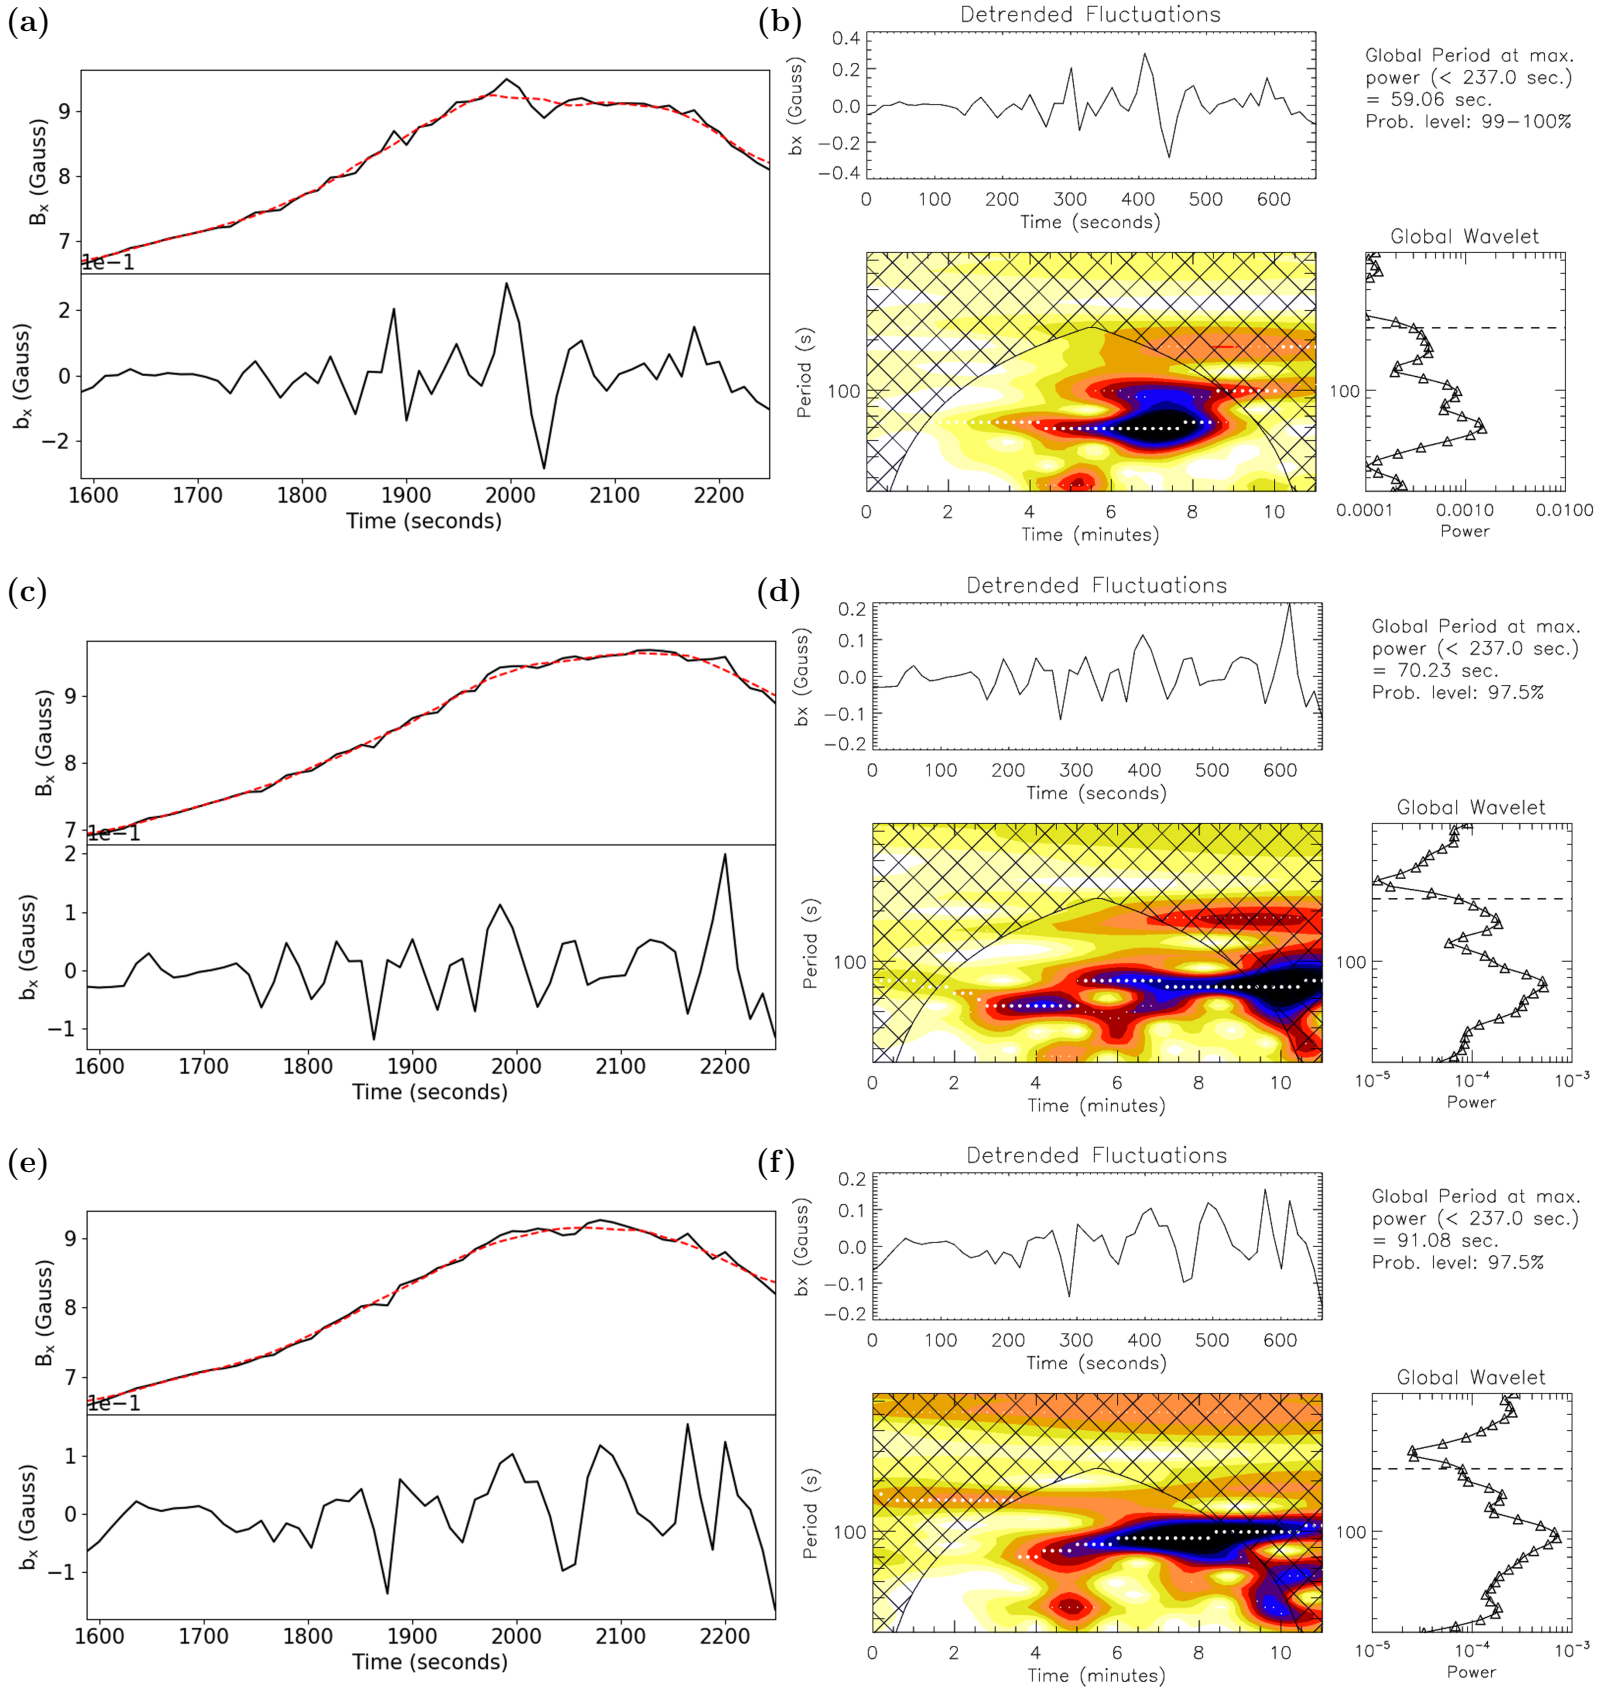 (a)
9
8
7
Bₓ (Gauss)
1e−1
2
0
−2
bₓ (Gauss)
1600 1700 1800 1900 2000 2100 2200
Time (seconds)
(b)
Detrended Fluctuations
0.4
0.2
0.0
−0.2
−0.4
bx (Gauss)
0 100 200 300 400 500 600
Time (seconds)
Global Period at max.
power (< 237.0 sec.)
= 59.06 sec.
Prob. level: 99−100%
Period (s)
100
0 2 4 6 8 10
Time (minutes)
Global Wavelet
100
0.0001 0.0010 0.0100
Power
(c)
9
8
7
Bₓ (Gauss)
1e−1
2
1
0
−1
bₓ (Gauss)
1600 1700 1800 1900 2000 2100 2200
Time (seconds)
(d)
Detrended Fluctuations
0.2
0.1
0.0
−0.1
−0.2
bx (Gauss)
0 100 200 300 400 500 600
Time (seconds)
Global Period at max.
power (< 237.0 sec.)
= 70.23 sec.
Prob. level: 97.5%
Period (s)
100
0 2 4 6 8 10
Time (minutes)
Global Wavelet
100
10⁻⁵ 10⁻⁴ 10⁻³
Power
(e)
9
8
7
Bₓ (Gauss)
1e−1
1
0
−1
bₓ (Gauss)
1600 1700 1800 1900 2000 2100 2200
Time (seconds)
(f)
Detrended Fluctuations
0.2
0.1
0.0
−0.1
−0.2
bx (Gauss)
0 100 200 300 400 500 600
Time (seconds)
Global Period at max.
power (< 237.0 sec.)
= 91.08 sec.
Prob. level: 97.5%
Period (s)
100
0 2 4 6 8 10
Time (minutes)
Global Wavelet
100
10⁻⁵ 10⁻⁴ 10⁻³
Power